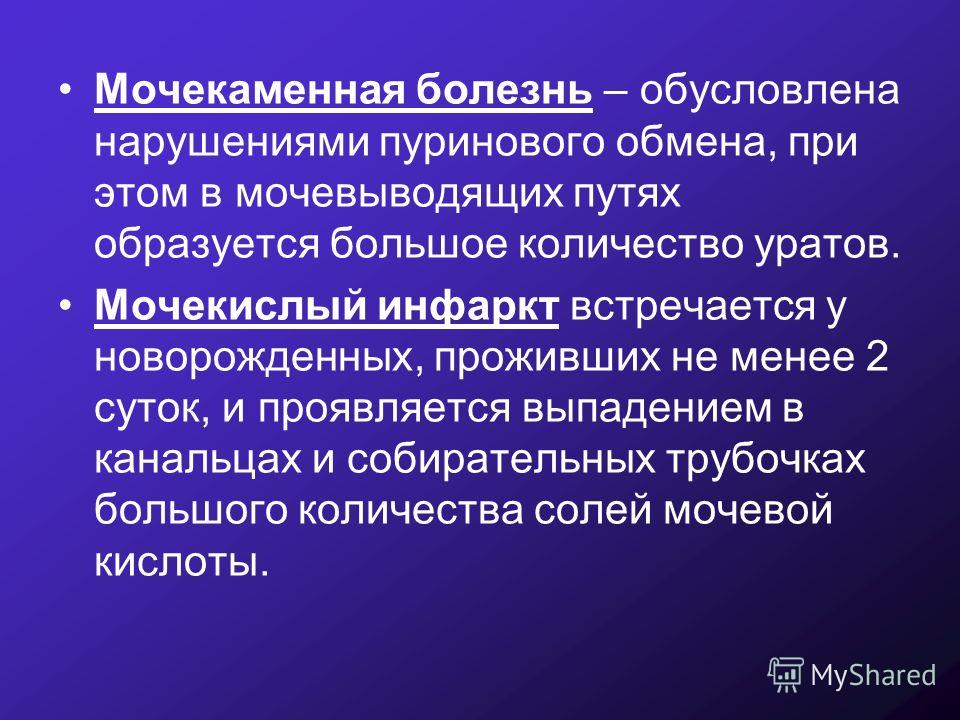 • Мочекаменная болезнь – обусловлена
нарушениями пуринового обмена, при
этом в мочевыводящих путях
образуется большое количество уратов.
• Мочекислый инфаркт встречается у
новорожденных, проживших не менее 2
суток, и проявляется выпадением в
канальцах и собирательных трубочках
большого количества солей мочевой
кислоты.
MyShared